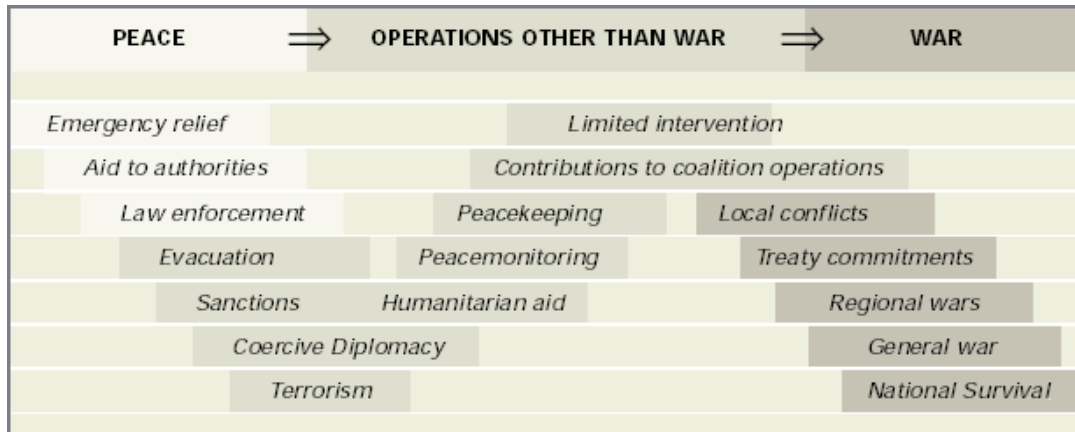 PEACE ⇒ OPERATIONS OTHER THAN WAR ⇒ WAR
Emergency relief Limited intervention
Aid to authorities Contributions to coalition operations
Law enforcement Peacekeeping Local conflicts
Evacuation Peacemonitoring Treaty commitments
Sanctions Humanitarian aid Regional wars
Coercive Diplomacy General war
Terrorism National Survival